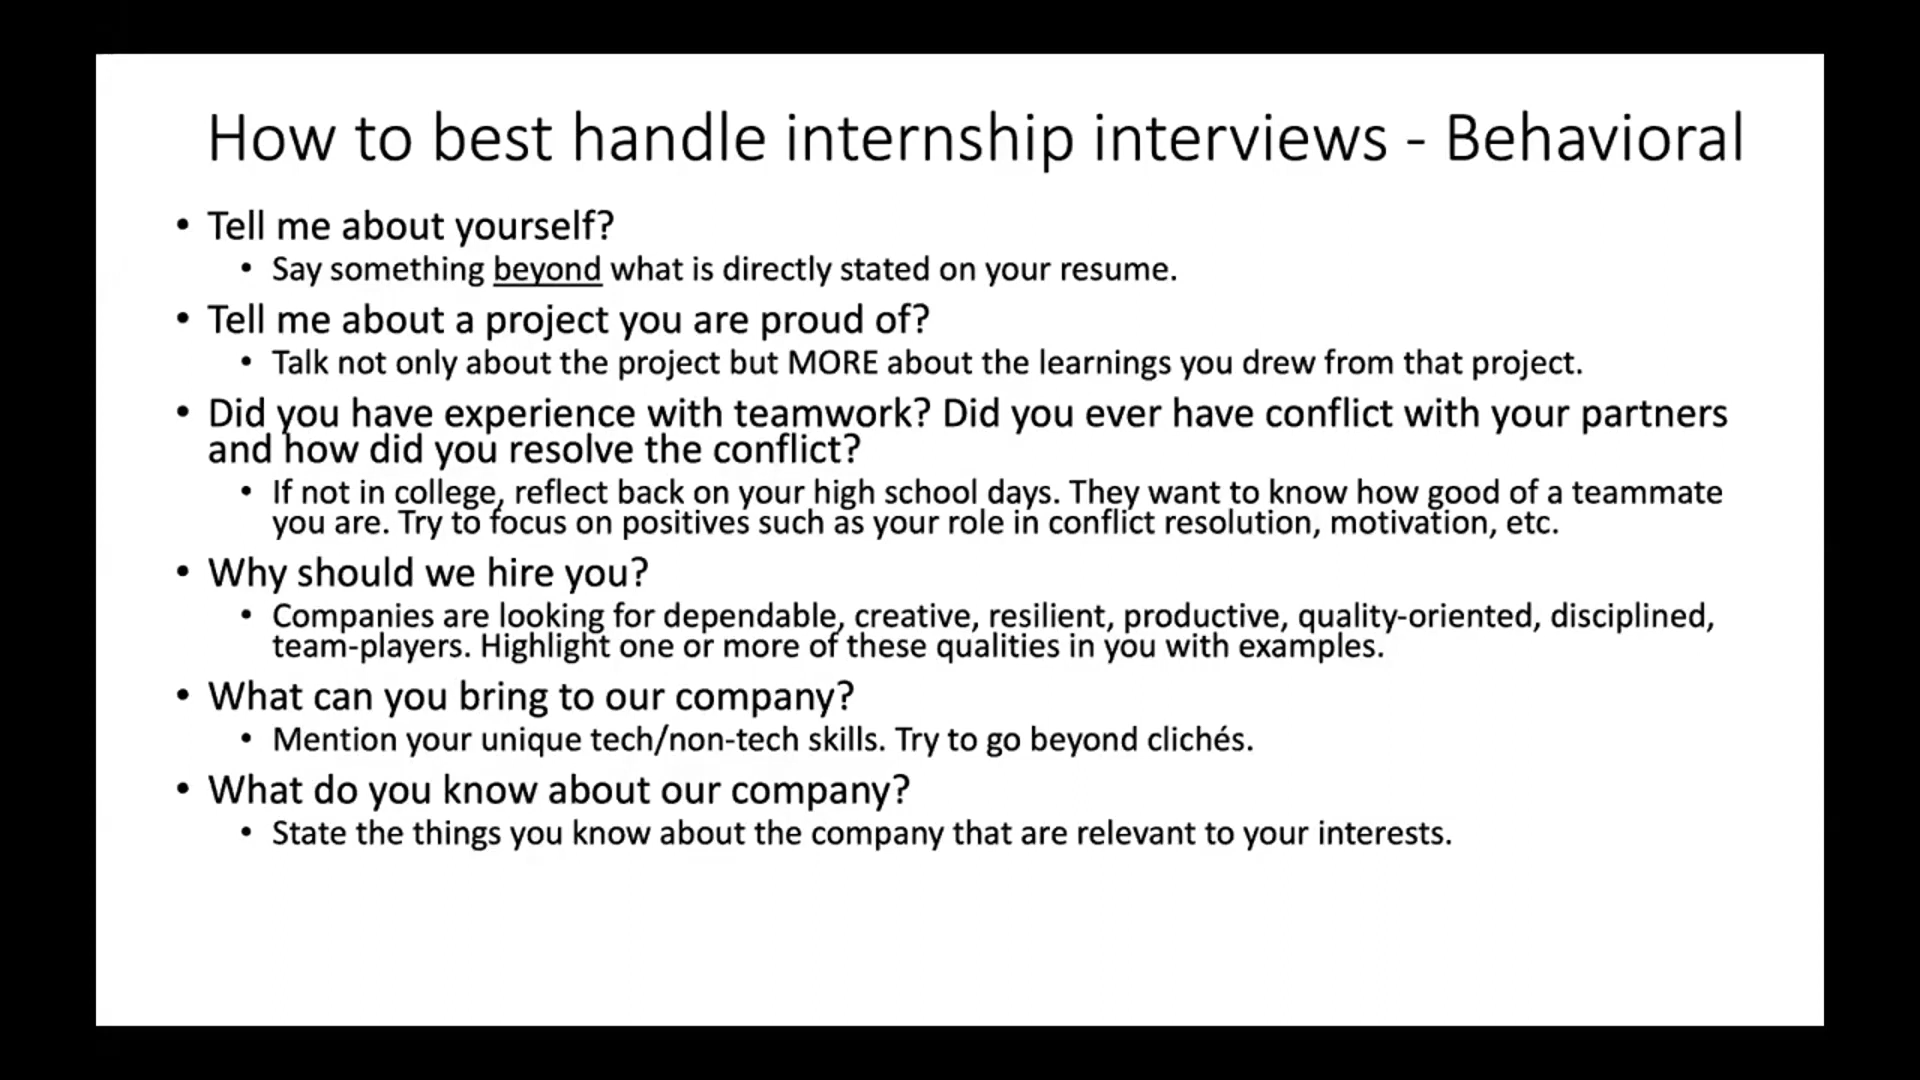 How to best handle internship interviews - Behavioral
• Tell me about yourself?
• Say something beyond what is directly stated on your resume.
• Tell me about a project you are proud of?
• Talk not only about the project but MORE about the learnings you drew from that project.
• Did you have experience with teamwork? Did you ever have conflict with your partners
and how did you resolve the conflict?
• If not in college, reflect back on your high school days. They want to know how good of a teammate
you are. Try to focus on positives such as your role in conflict resolution, motivation, etc.
• Why should we hire you?
• Companies are looking for dependable, creative, resilient, productive, quality-oriented, disciplined,
team-players. Highlight one or more of these qualities in you with examples.
• What can you bring to our company?
• Mention your unique tech/non-tech skills. Try to go beyond clichés.
• What do you know about our company?
• State the things you know about the company that are relevant to your interests.